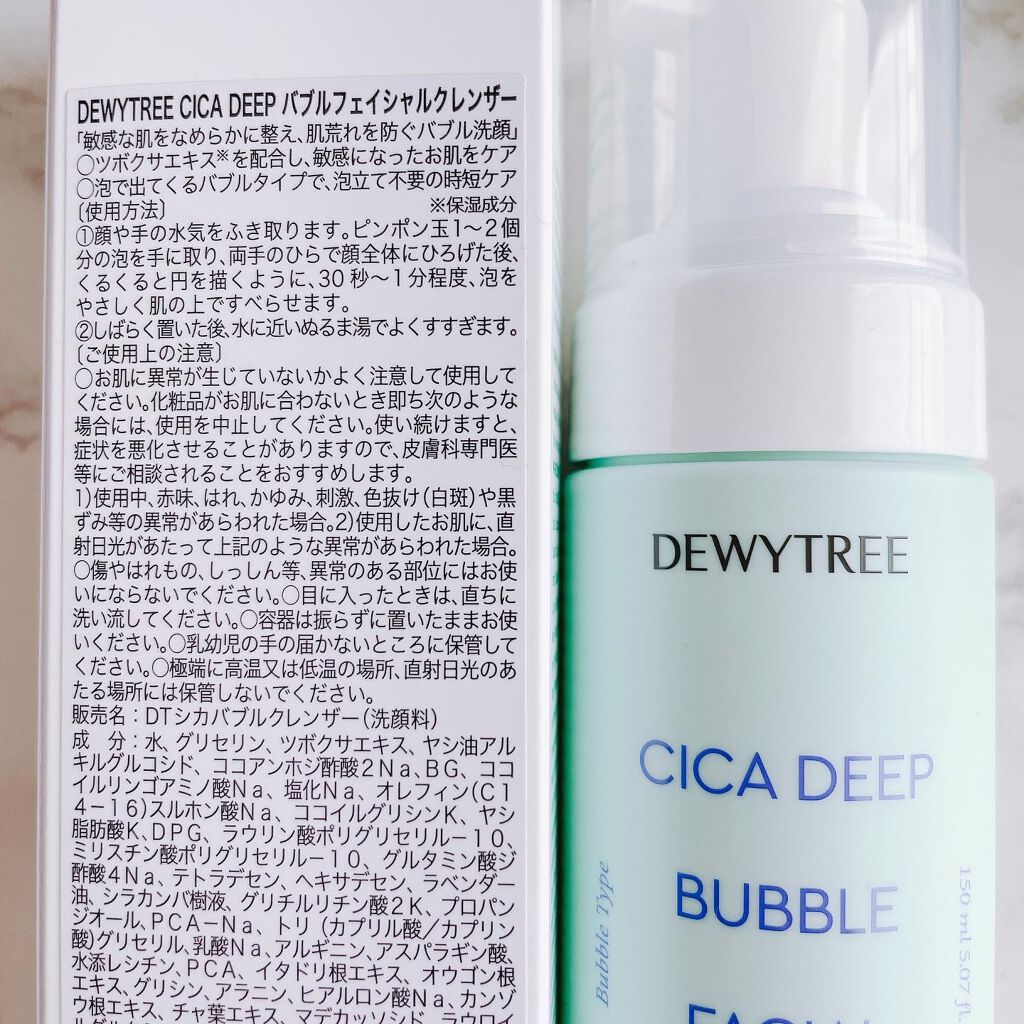 DEWYTREE CICA DEEP バブルフェイシャルクレンザー
「敏感な肌をなめらかに整え、肌荒れを防ぐバブル洗顔」
○ツボクサエキス※を配合し、敏感になったお肌をケア
○泡で出てくるバブルタイプで、泡立て不要の時短ケア
〔使用方法〕 ※保湿成分
①顔や手の水気をふき取ります。ピンポン玉1〜2個
分の泡を手に取り、両手のひらで顔全体にひろげた後、
くるくると円を描くように、30秒〜1分程度、泡を
やさしく肌の上ですべらせます。
②しばらく置いた後、水に近いぬるま湯でよくすすぎます。
〔ご使用上の注意〕
○お肌に異常が生じていないかよく注意して使用して
ください。化粧品がお肌に合わないとき即ち次のような
場合には、使用を中止してください。使い続けますと、
症状を悪化させることがありますので、皮膚科専門医
等にご相談されることをおすすめします。
1)使用中、赤味、はれ、かゆみ、刺激、色抜け(白斑)や黒
ずみ等の異常があらわれた場合。2)使用したお肌に、直
射日光があたって上記のような異常があらわれた場合。
○傷やはれもの、しっしん等、異常のある部位にはお使
いにならないでください。○目に入ったときは、直ちに
洗い流してください。○容器は振らずに置いたままお使
いください。○乳幼児の手の届かないところに保管して
ください。○極端に高温又は低温の場所、直射日光のあ
たる場所には保管しないでください。
販売名：DTシカバブルクレンザー(洗顔料)
成 分：水、グリセリン、ツボクサエキス、ヤシ油アル
キルグルコシド、ココアンホジ酢酸2Na、BG、ココ
イルリンゴアミノ酸Na、塩化Na、オレフィン(C1
4−16)スルホン酸Na、ココイルグリシンK、ヤシ
脂肪酸K、DPG、ラウリン酸ポリグリセリル−10、
ミリスチン酸ポリグリセリル−10、グルタミン酸ジ
酢酸4Na、テトラデセン、ヘキサデセン、ラベンダー
油、シラカンバ樹液、グリチルリチン酸2K、プロパン
ジオール、PCA−Na、トリ(カプリル酸／カプリン
酸)グリセリル、乳酸Na、アルギニン、アスパラギン酸、
水添レシチン、PCA、イタドリ根エキス、オウゴン根
エキス、グリシン、アラニン、ヒアルロン酸Na、カンゾ
ウ根エキス、チャ葉エキス、マデカッソシド、ラウロイ
DEWYTREE
CICA DEEP
BUBBLE
FACIAL
Bubble Type
150 ml 5.07 fl.